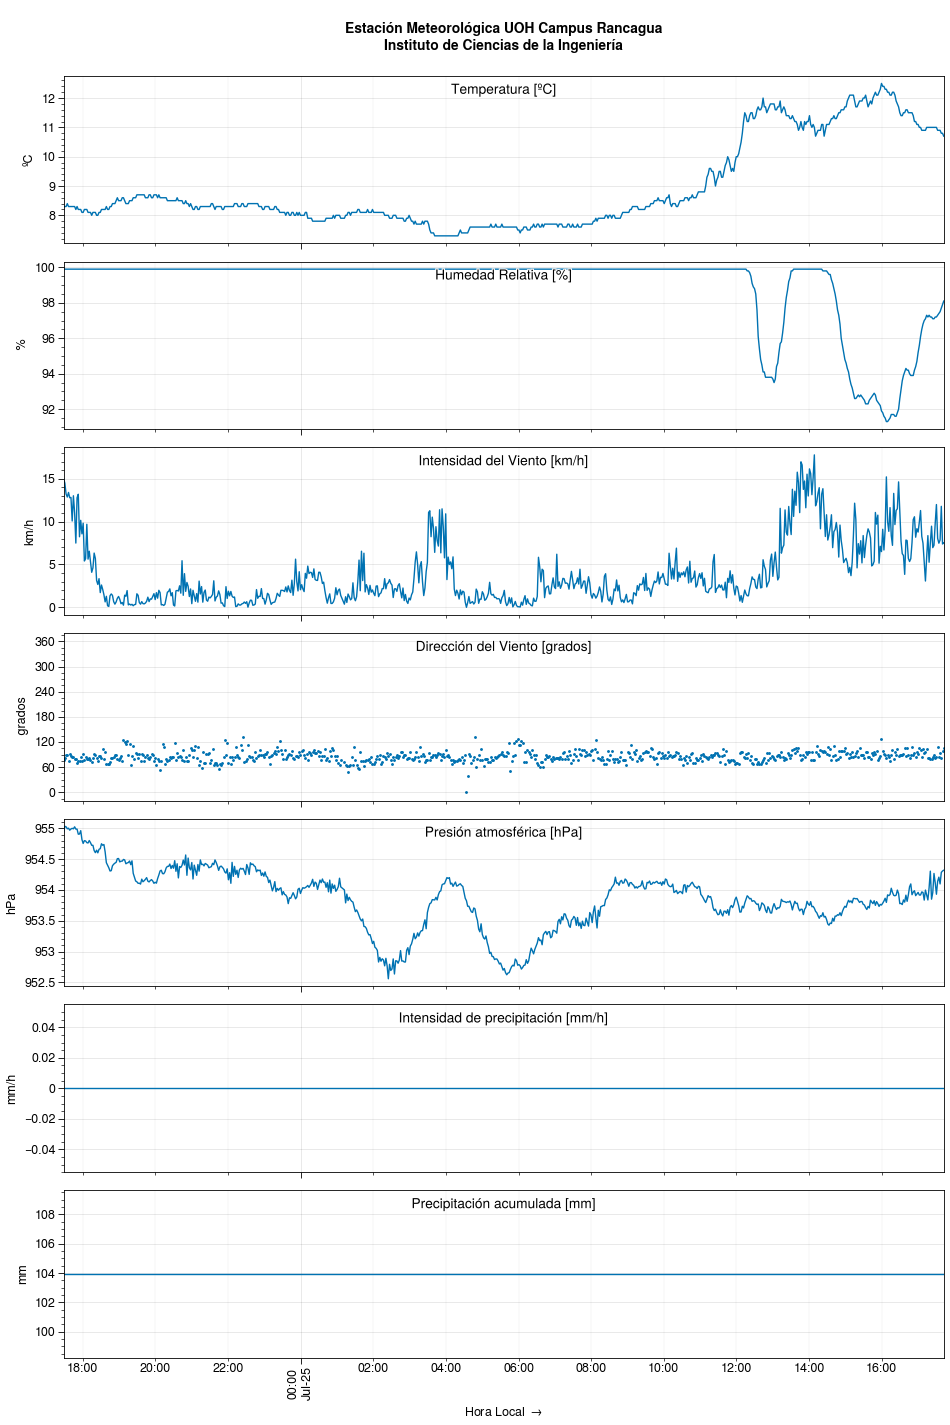 Estación Meteorológica UOH Campus Rancagua
Instituto de Ciencias de la Ingeniería
Temperatura [ºC]
12
11
10
9
8
ºC
Humedad Relativa [%]
100
98
96
94
92
%
Intensidad del Viento [km/h]
15
10
5
0
km/h
Dirección del Viento [grados]
360
300
240
180
120
60
0
grados
Presión atmosférica [hPa]
955
954.5
954
953.5
953
952.5
hPa
Intensidad de precipitación [mm/h]
0.04
0.02
0
−0.02
−0.04
mm/h
Precipitación acumulada [mm]
108
106
104
102
100
mm
18:00 20:00 22:00 00:00 02:00 04:00 06:00 08:00 10:00 12:00 14:00 16:00
Jul-25
Hora Local →